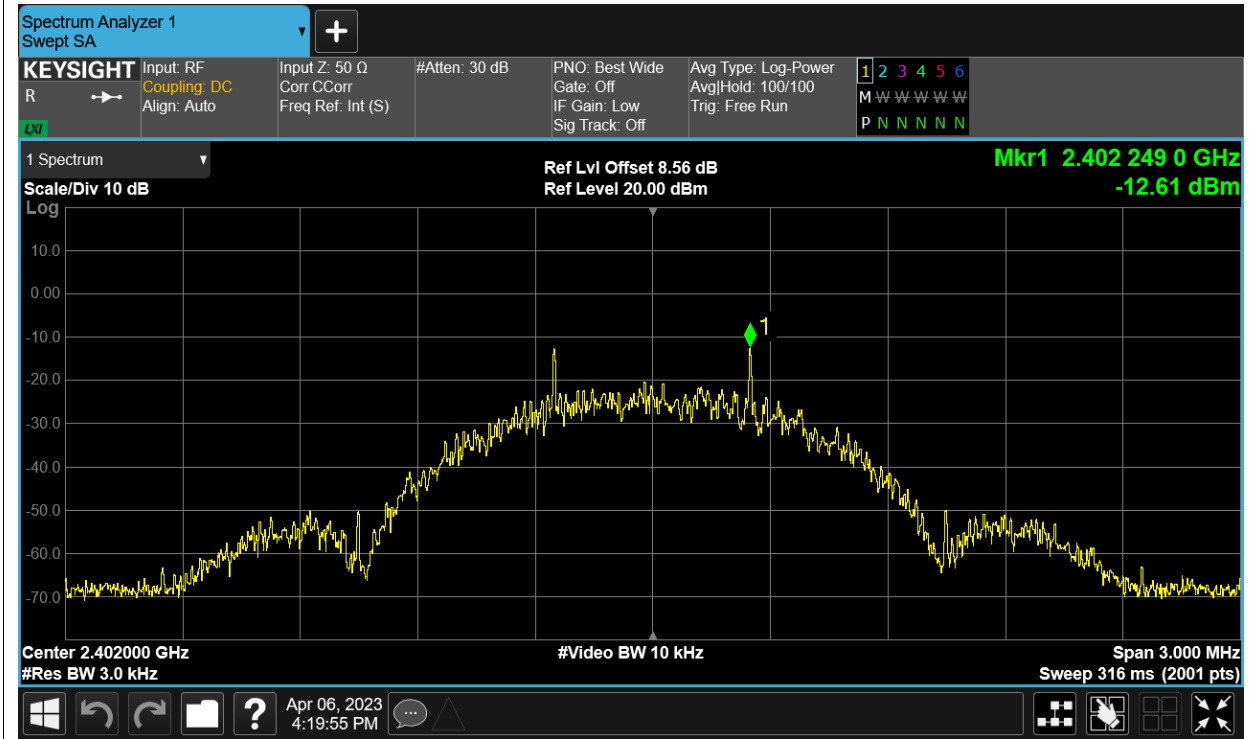 Spectrum Analyzer 1
Swept SA
KEYSIGHT
R
LXI
Input: RF
Coupling: DC
Align: Auto
Input Z: 50 Ω
Corr CCorr
Freq Ref: Int (S)
#Atten: 30 dB
PNO: Best Wide
Gate: Off
IF Gain: Low
Sig Track: Off
Avg Type: Log-Power
Avg|Hold: 100/100
Trig: Free Run
1 2 3 4 5 6
M W W W W W
P N N N N N
1 Spectrum
Scale/Div 10 dB
Ref Lvl Offset 8.56 dB
Ref Level 20.00 dBm
Mkr1 2.402 249 0 GHz
-12.61 dBm
Log
10.0
0.00
-10.0
-20.0
-30.0
-40.0
-50.0
-60.0
-70.0
1
Center 2.402000 GHz
#Video BW 10 kHz
Span 3.000 MHz
#Res BW 3.0 kHz
Sweep 316 ms (2001 pts)
?
Apr 06, 2023
4:19:55 PM